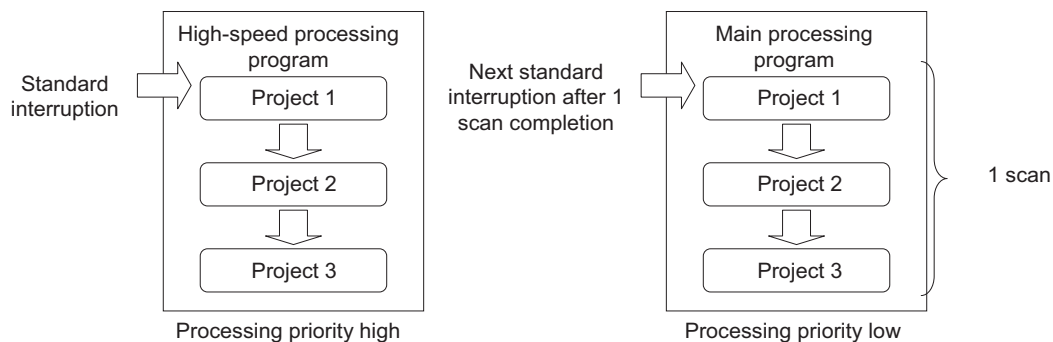 High-speed processing
program
Standard
interruption
Project 1
Project 2
Project 3
Processing priority high
Main processing
program
Next standard
interruption after 1
scan completion
Project 1
Project 2
Project 3
1 scan
Processing priority low